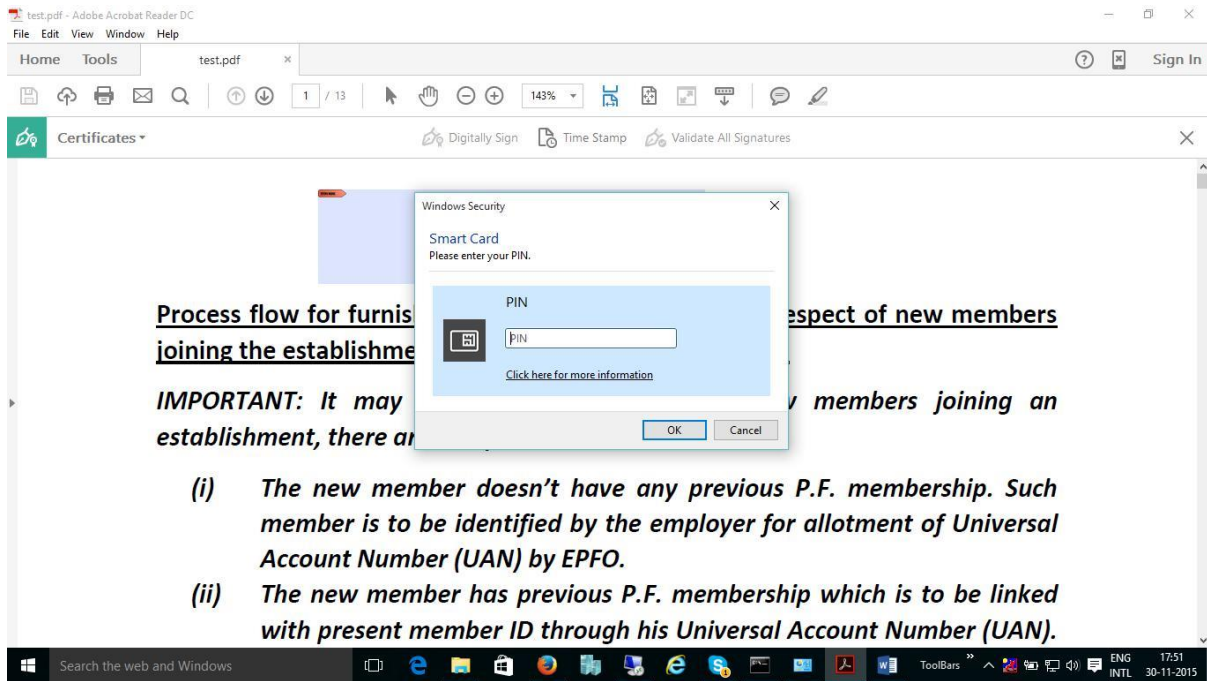 test.pdf - Adobe Acrobat Reader DC
File Edit View Window Help
Home Tools test.pdf × Sign In
1 / 13 143%
Certificates Digitally Sign Time Stamp Validate All Signatures
Windows Security
Smart Card
Please enter your PIN.
PIN
PIN
Click here for more information
OK Cancel
Process flow for furnis espect of new members
joining the establishme
IMPORTANT: It may members joining an
establishment, there ar
(i) The new member doesn't have any previous P.F. membership. Such
member is to be identified by the employer for allotment of Universal
Account Number (UAN) by EPFO.
(ii) The new member has previous P.F. membership which is to be linked
with present member ID through his Universal Account Number (UAN).
Search the web and Windows ToolBars » ENG 17:51
INTL 30-11-2015